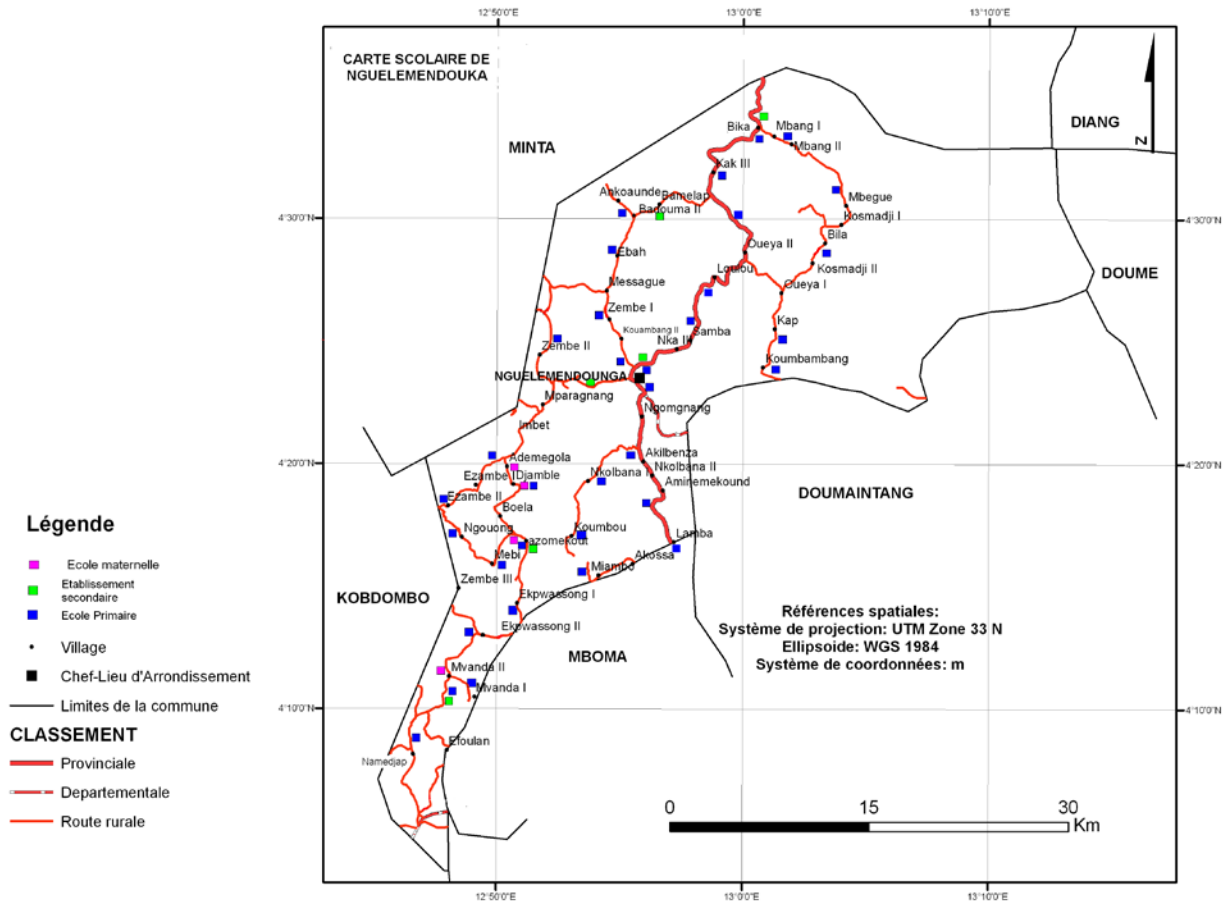 12°50'0"E
13°0'0"E
13°10'0"E
CARTE SCOLAIRE DE
NGUELEMENDOUKA
MINTA
DIANG
DOUME
DOUMAINTANG
MBOMA
KOBDOMBO
Z
4°30'0"N
4°30'0"N
4°20'0"N
4°20'0"N
4°10'0"N
4°10'0"N
Bika
Mbang I
Mbang II
Kak III
Mbegue
Kosmadji I
Bila
Kosmadji II
Ankoaunde
Bamelap
Badouma II
Oueya II
Ebah
Loulou
Oueya I
Messague
Zembe I
Kouambang II
Samba
Nka II
Kap
Koumbambang
Zembe II
NGUELEMENDOUNGA
Mparagnang
Imbet
Ngomgnang
Ademegola
Akilbenza
Nkolbana I
Nkolbana II
Aminemekound
Ezambe I
Djamble
Ezambe II
Boela
Ngouong
azomekout
Koumbou
Lamba
Mebi
Akossa
Miambo
Zembe III
Ekpwassong I
Ekpwassong II
Mvanda II
Mvanda I
Eloulan
Namedjap
Légende
Ecole maternelle
Etablissement
secondaire
Ecole Primaire
Village
Chef-Lieu d'Arrondissement
Limites de la commune
CLASSEMENT
Provinciale
Departementale
Route rurale
Références spatiales:
Système de projection: UTM Zone 33 N
Ellipsoide: WGS 1984
Système de coordonnées: m
0 15 30
Km
12°50'0"E
13°0'0"E
13°10'0"E